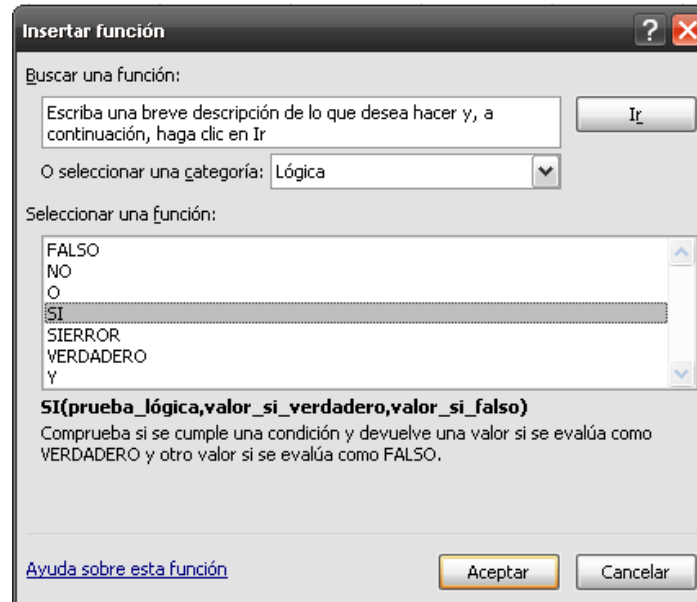 Insertar función
Buscar una función:
Escriba una breve descripción de lo que desea hacer y, a
continuación, haga clic en Ir
Ir
O seleccionar una categoría: Lógica
Seleccionar una función:
FALSO
NO
O
SI
SIERROR
VERDADERO
Y
SI(prueba_lógica,valor_si_verdadero,valor_si_falso)
Comprueba si se cumple una condición y devuelve una valor si se evalúa como
VERDADERO y otro valor si se evalúa como FALSO.
Ayuda sobre esta función
Aceptar
Cancelar